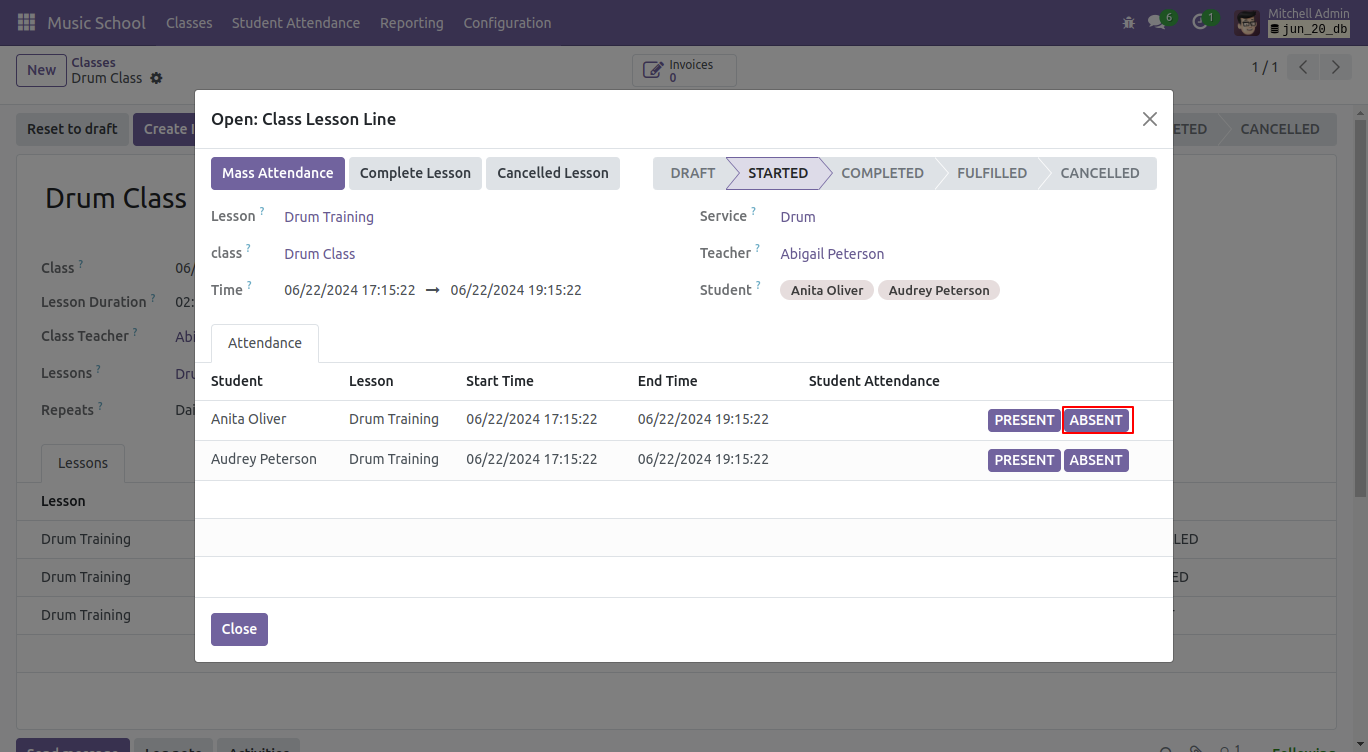 Music School Classes Student Attendance Reporting Configuration 6 1 Mitchell Admin
jun_20_db
New Classes
Drum Class
Invoices
0
1 / 1
Reset to draft Create CANCELLED
Open: Class Lesson Line
Mass Attendance Complete Lesson Cancelled Lesson DRAFT STARTED COMPLETED FULFILLED CANCELLED
Drum Class
Lesson ? Drum Training Service ? Drum
class ? Drum Class Teacher ? Abigail Peterson
Time ? 06/22/2024 17:15:22 → 06/22/2024 19:15:22 Student ? Anita Oliver Audrey Peterson
Class ? 06/
Lesson Duration ? 02:
Class Teacher ? Abi
Lessons ? Dru
Repeats ? Dai
Attendance
Student Lesson Start Time End Time Student Attendance
Anita Oliver Drum Training 06/22/2024 17:15:22 06/22/2024 19:15:22 PRESENT ABSENT
Audrey Peterson Drum Training 06/22/2024 17:15:22 06/22/2024 19:15:22 PRESENT ABSENT
Lessons
Lesson
Drum Training
Drum Training
Drum Training
Close